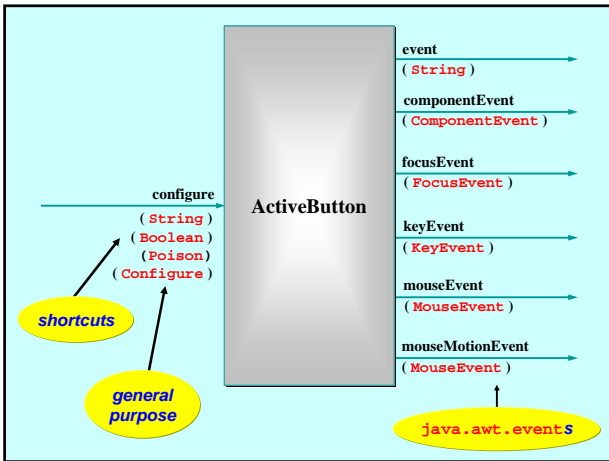 configure
(String)
(Boolean)
(Poison)
(Configure)
shortcuts
general
purpose
ActiveButton
event
(String)
componentEvent
(ComponentEvent)
focusEvent
(FocusEvent)
keyEvent
(KeyEvent)
mouseEvent
(MouseEvent)
mouseMotionEvent
(MouseEvent)
java.awt.events